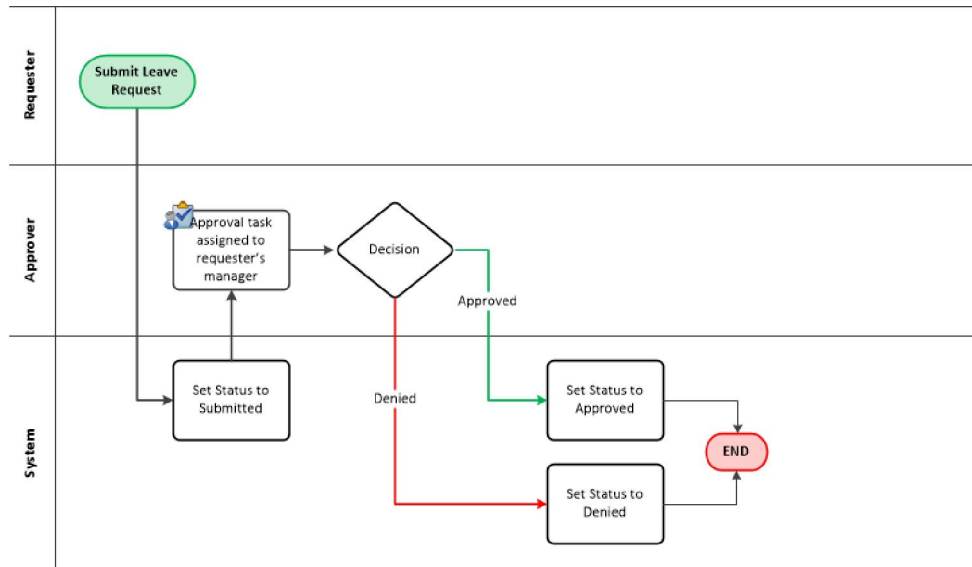 Requester
Submit Leave
Request
Approver
Approval task
assigned to
requester's
manager
Decision
Approved
Denied
System
Set Status to
Submitted
Set Status to
Approved
END
Set Status to
Denied